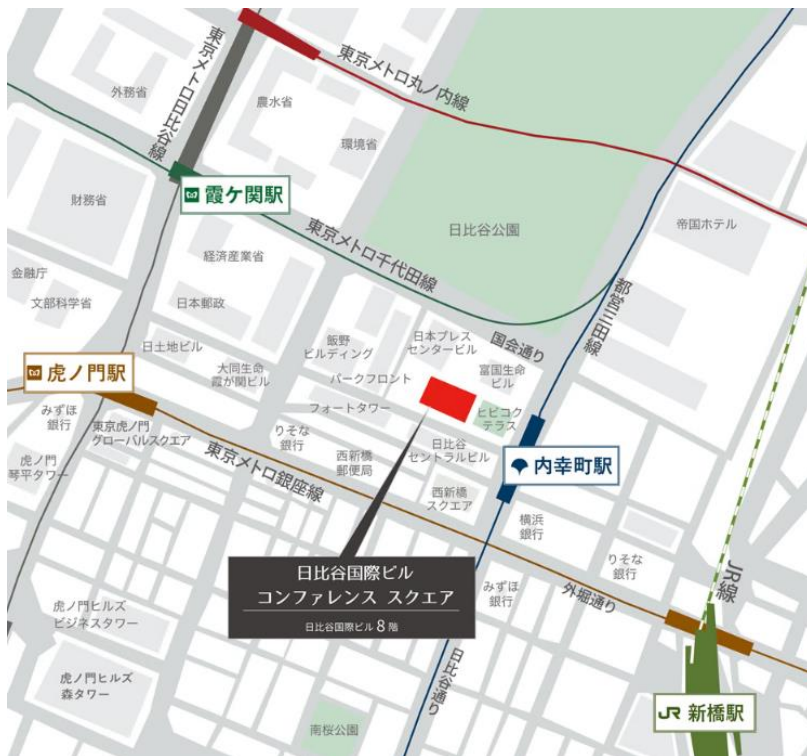 東京メトロ丸ノ内線
東京メトロ日比谷線
外務省
農水省
環境省
霞ケ関駅
財務省
東京メトロ千代田線
日比谷公園
帝国ホテル
経済産業省
金融庁
文部科学省
日本郵政
都営三田線
国会通り
日土地ビル
飯野
ビルディング
日本プレス
センタービル
大同生命
霞が関ビル
パークフロント
富国生命
ビル
虎ノ門駅
みずほ
銀行
フォートタワー
ヒビコク
テラス
東京虎ノ門
グローバルスクエア
りそな
銀行
西新橋
郵便局
日比谷
セントラルビル
内幸町駅
虎ノ門
琴平タワー
東京メトロ銀座線
西新橋
スクエア
横浜
銀行
りそな
銀行
JR線
日比谷国際ビル
コンファレンス スクエア
日比谷国際ビル 8 階
みずほ
銀行
外堀通り
虎ノ門ヒルズ
ビジネスタワー
日比谷通り
虎ノ門ヒルズ
森タワー
南桜公園
JR 新橋駅